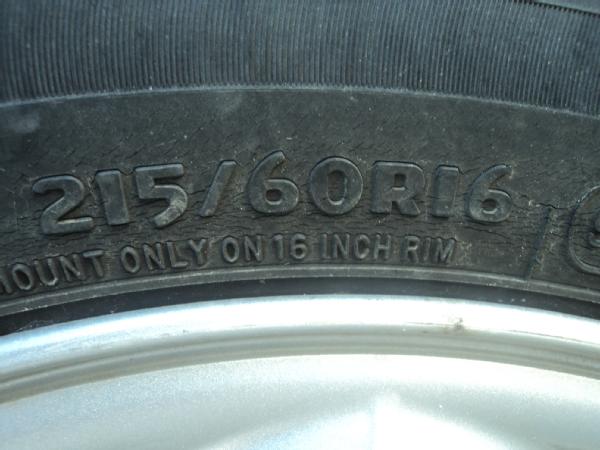 215/60R16
MOUNT ONLY ON 16 INCH RIM